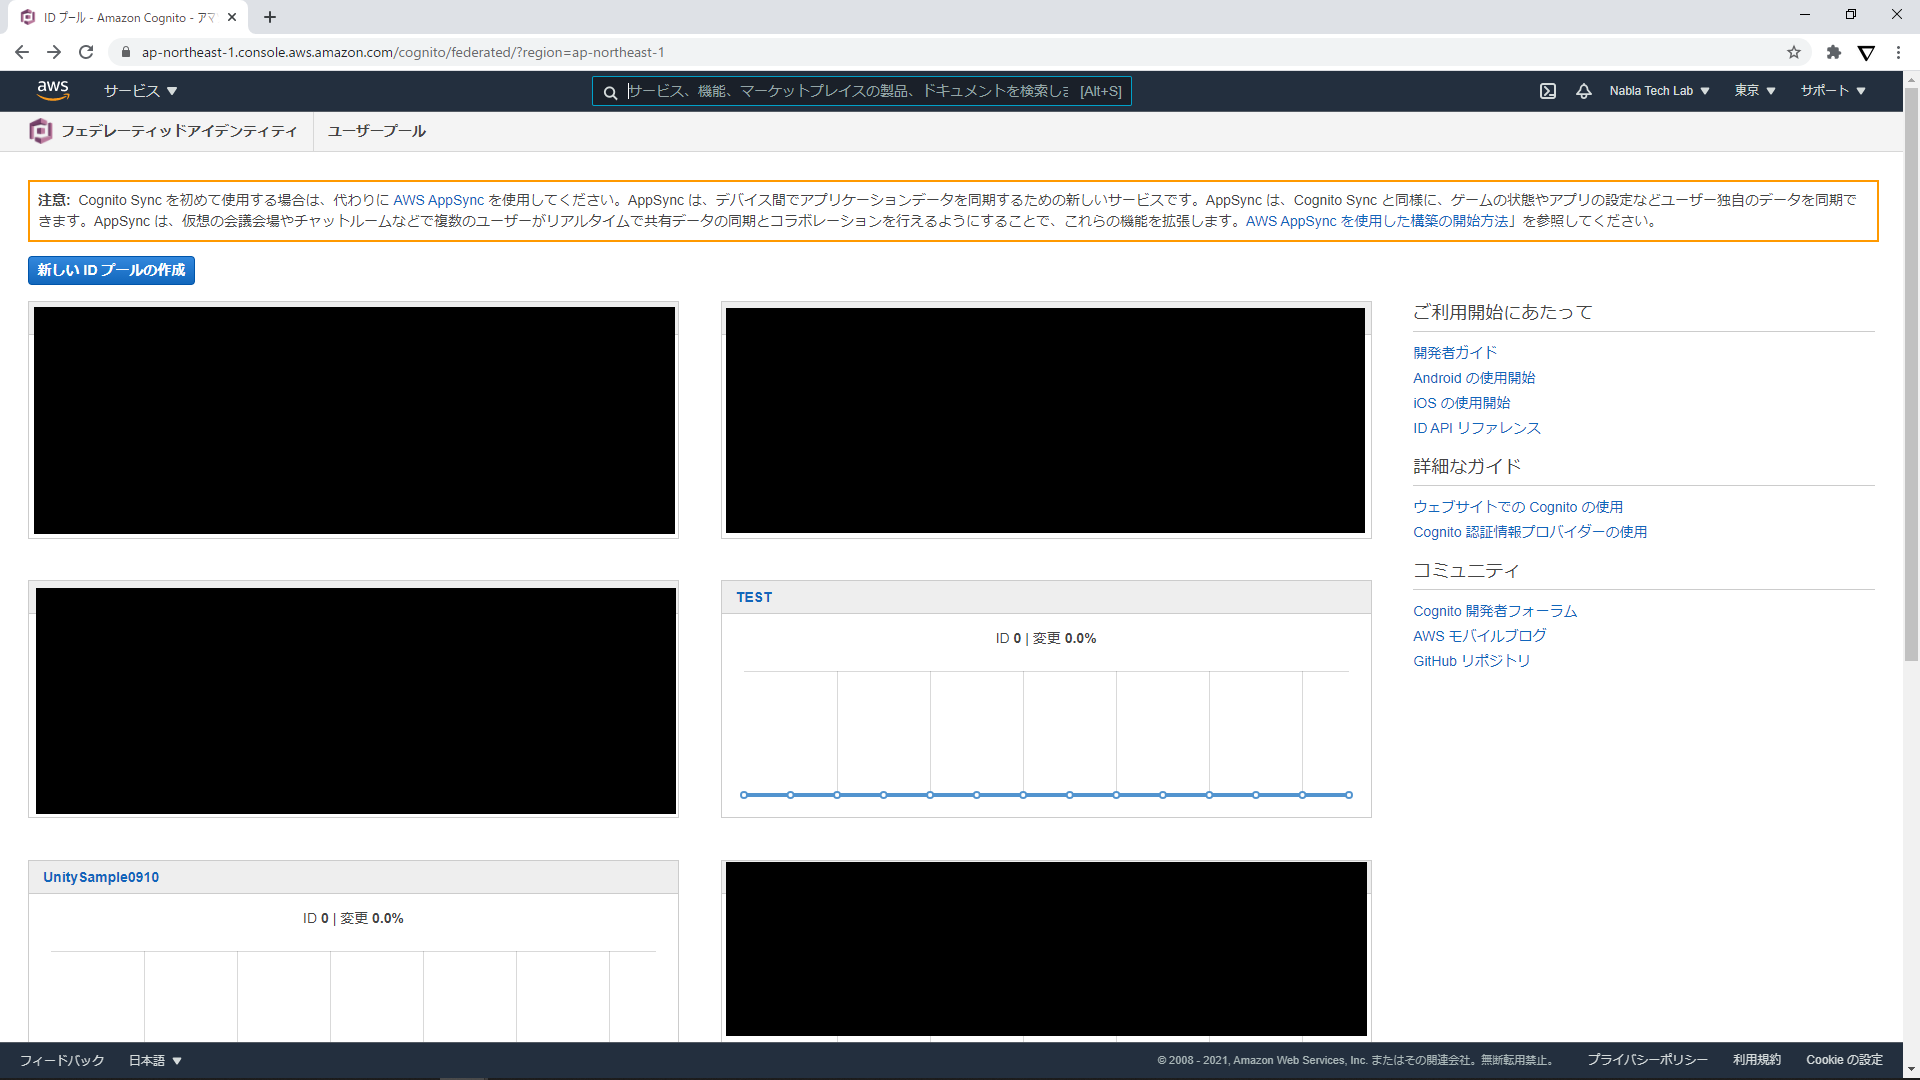 ID プール - Amazon Cognito - アマ
ap-northeast-1.console.aws.amazon.com/cognito/federated/?region=ap-northeast-1
aws
サービス
サービス、機能、マーケットプレイスの製品、ドキュメントを検索しま
[Alt+S]
Nabla Tech Lab
東京
サポート
フェデレーティッドアイデンティティ
ユーザープール
注意: Cognito Sync を初めて使用する場合は、代わりに AWS AppSync を使用してください。AppSync は、デバイス間でアプリケーションデータを同期するための新しいサービスです。AppSync は、Cognito Sync と同様に、ゲームの状態やアプリの設定などユーザー独自のデータを同期で
きます。AppSync は、仮想の会議会場やチャットルームなどで複数のユーザーがリアルタイムで共有データの同期とコラボレーションを行えるようにすることで、これらの機能を拡張します。AWS AppSync を使用した構築の開始方法」を参照してください。
新しい ID プールの作成
ご利用開始にあたって
開発者ガイド
Android の使用開始
iOS の使用開始
ID API リファレンス
詳細なガイド
ウェブサイトでの Cognito の使用
Cognito 認証情報プロバイダーの使用
コミュニティ
Cognito 開発者フォーラム
AWS モバイルブログ
GitHub リポジトリ
TEST
ID 0 | 変更 0.0%
UnitySample0910
ID 0 | 変更 0.0%
フィードバック
日本語
© 2008 - 2021, Amazon Web Services, Inc. またはその関連会社。無断転用禁止。
プライバシーポリシー
利用規約
Cookie の設定